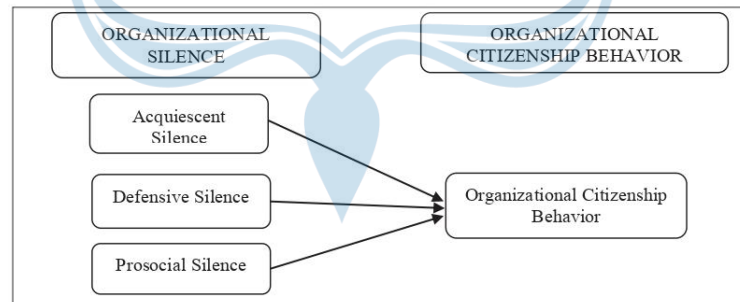 ORGANIZATIONAL
SILENCE
ORGANIZATIONAL
CITIZENSHIP BEHAVIOR
Acquiescent
Silence
Defensive Silence
Prosocial Silence
Organizational Citizenship
Behavior